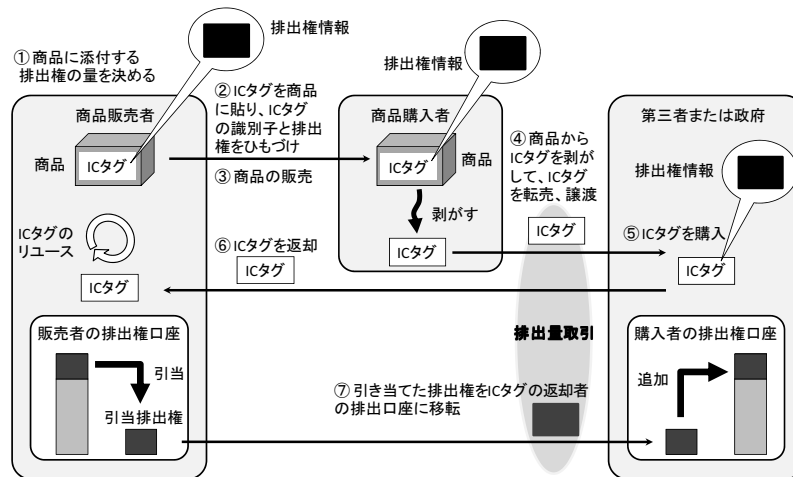 排出権情報
①商品に添付する
排出権の量を決める
商品販売者
ICタグ
商品
②ICタグを商品
に貼り、ICタグ
の識別子と排出
権をひもづけ
③商品の販売
排出権情報
商品購入者
ICタグ
商品
剥がす
ICタグ
④商品から
ICタグを剥が
して、ICタグ
を転売、譲渡
ICタグ
第三者または政府
排出権情報
⑤ICタグを購入
ICタグ
⑥ICタグを返却
ICタグ
ICタグの
リユース
ICタグ
販売者の排出権口座
引当
引当排出権
排出量取引
⑦引き当てた排出権をICタグの返却者
の排出口座に移転
購入者の排出権口座
追加